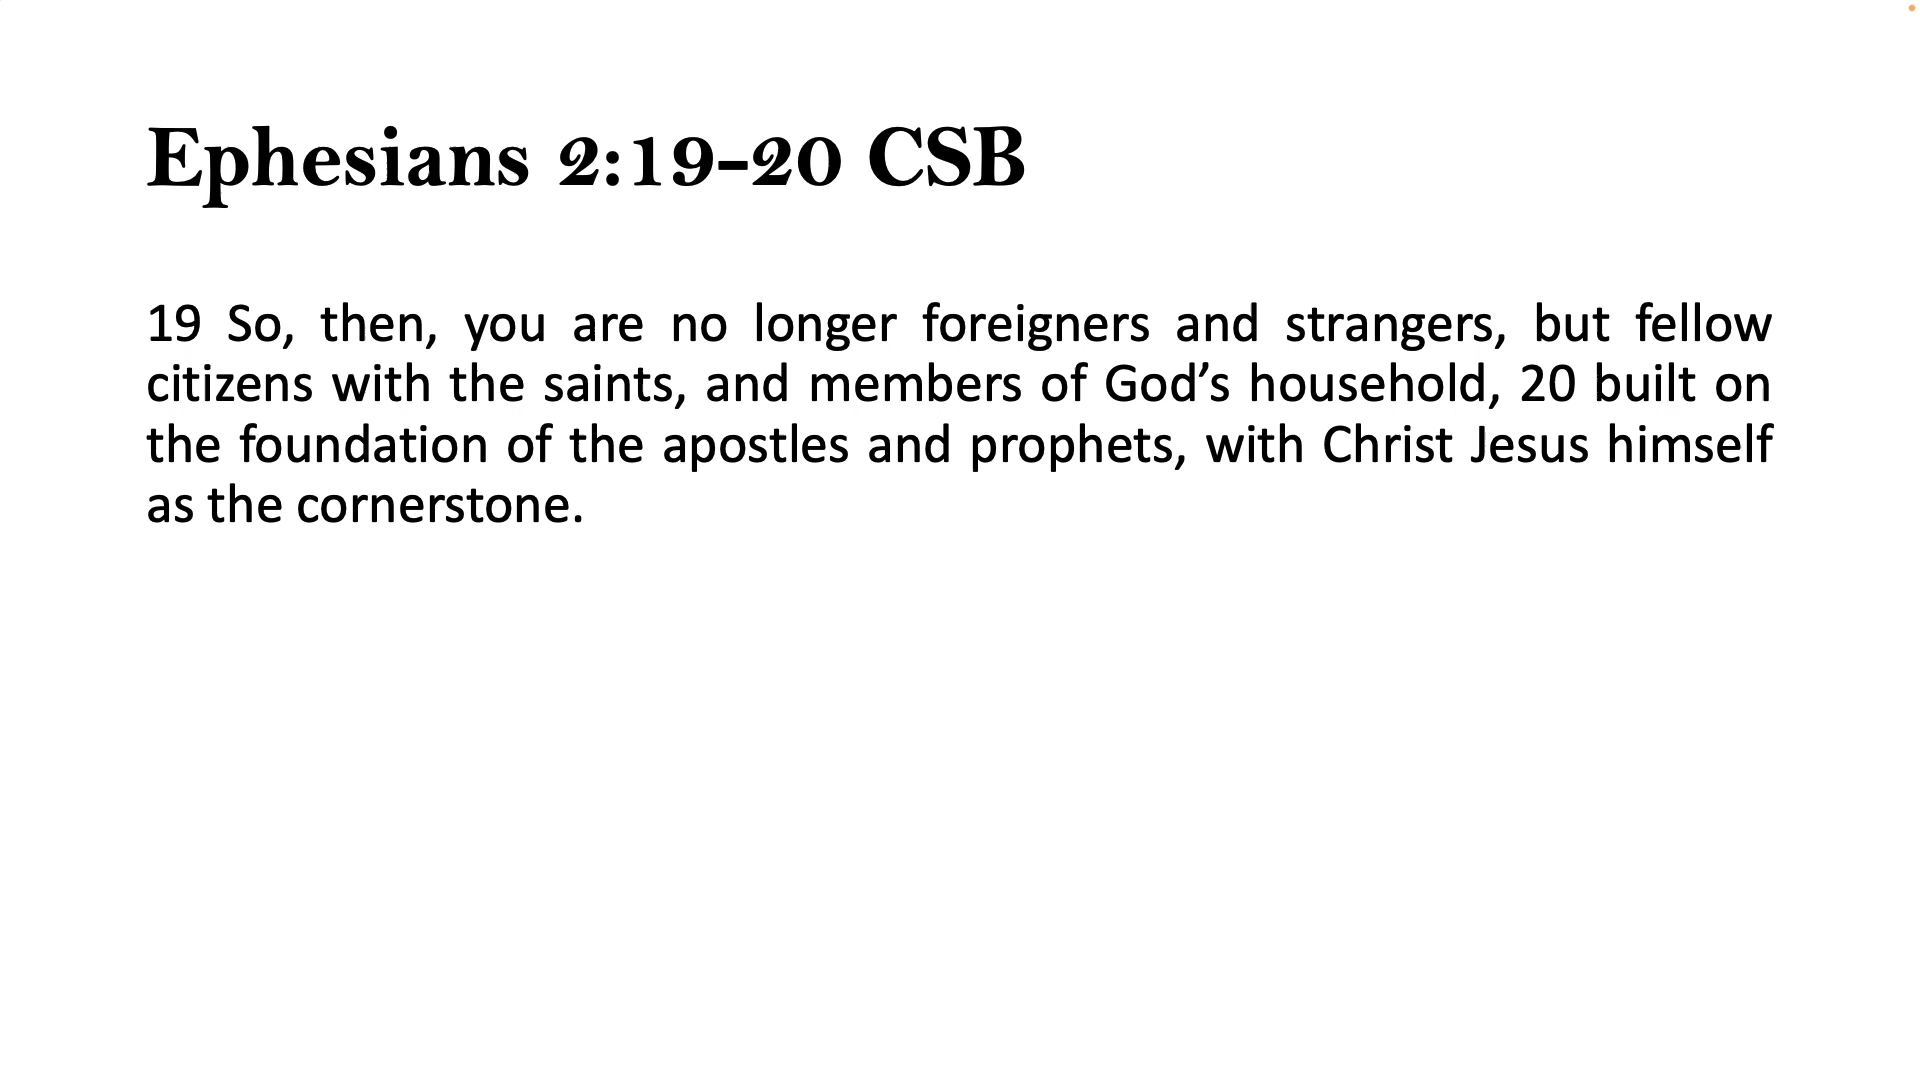 Ephesians 2:19-20 CSB
19 So, then, you are no longer foreigners and strangers, but fellow
citizens with the saints, and members of God’s household, 20 built on
the foundation of the apostles and prophets, with Christ Jesus himself
as the cornerstone.